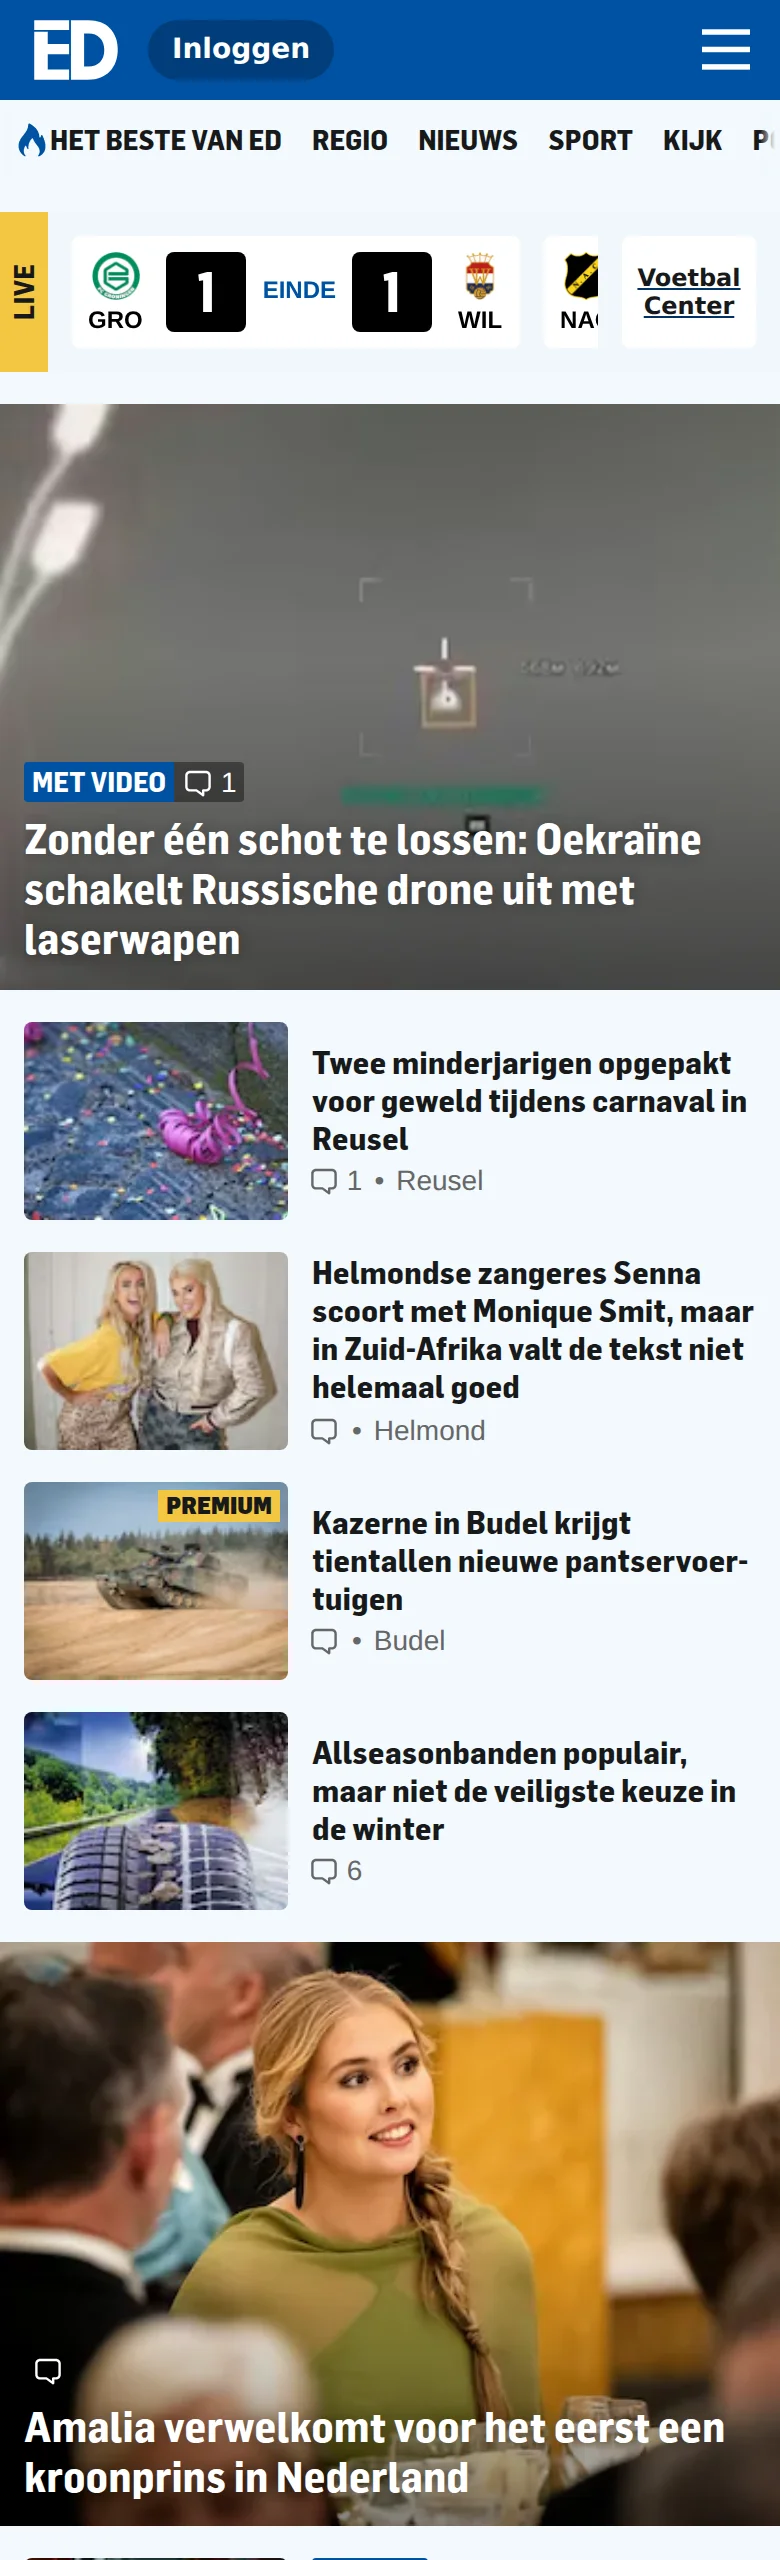 ED
Inloggen
HET BESTE VAN ED REGIO NIEUWS SPORT KIJK
LIVE
GRO 1 EINDE 1 WIL
Voetbal
Center
MET VIDEO 1
Zonder één schot te lossen: Oekraïne
schakelt Russische drone uit met
laserwapen
Twee minderjarigen opgepakt
voor geweld tijdens carnaval in
Reusel
1 • Reusel
Helmondse zangeres Senna
scoort met Monique Smit, maar
in Zuid-Afrika valt de tekst niet
helemaal goed
• Helmond
PREMIUM
Kazerne in Budel krijgt
tientallen nieuwe pantservoer-
tuigen
• Budel
Allseasonbanden populair,
maar niet de veiligste keuze in
de winter
6
Amalia verwelkomt voor het eerst een
kroonprins in Nederland